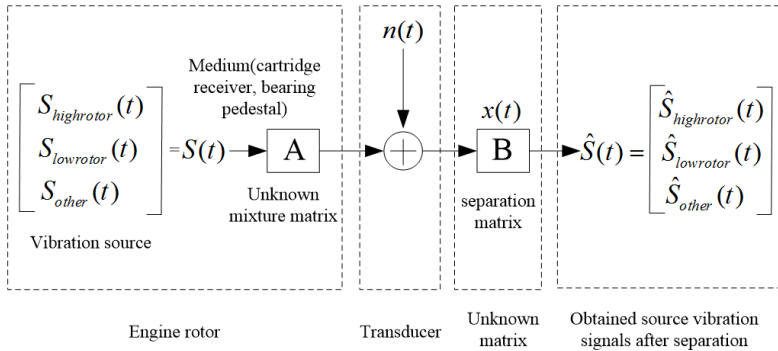 n(t)
Medium(cartridge
receiver, bearing
pedestal)
S_highrotor (t)
S_lowrotor (t)
S_other (t)
= S(t)
A
x(t)
B
Ŝ(t) =
Ŝ_highrotor (t)
Ŝ_lowrotor (t)
Ŝ_other (t)
Unknown
mixture matrix
separation
matrix
Vibration source
Engine rotor
Transducer
Unknown
matrix
Obtained source vibration
signals after separation